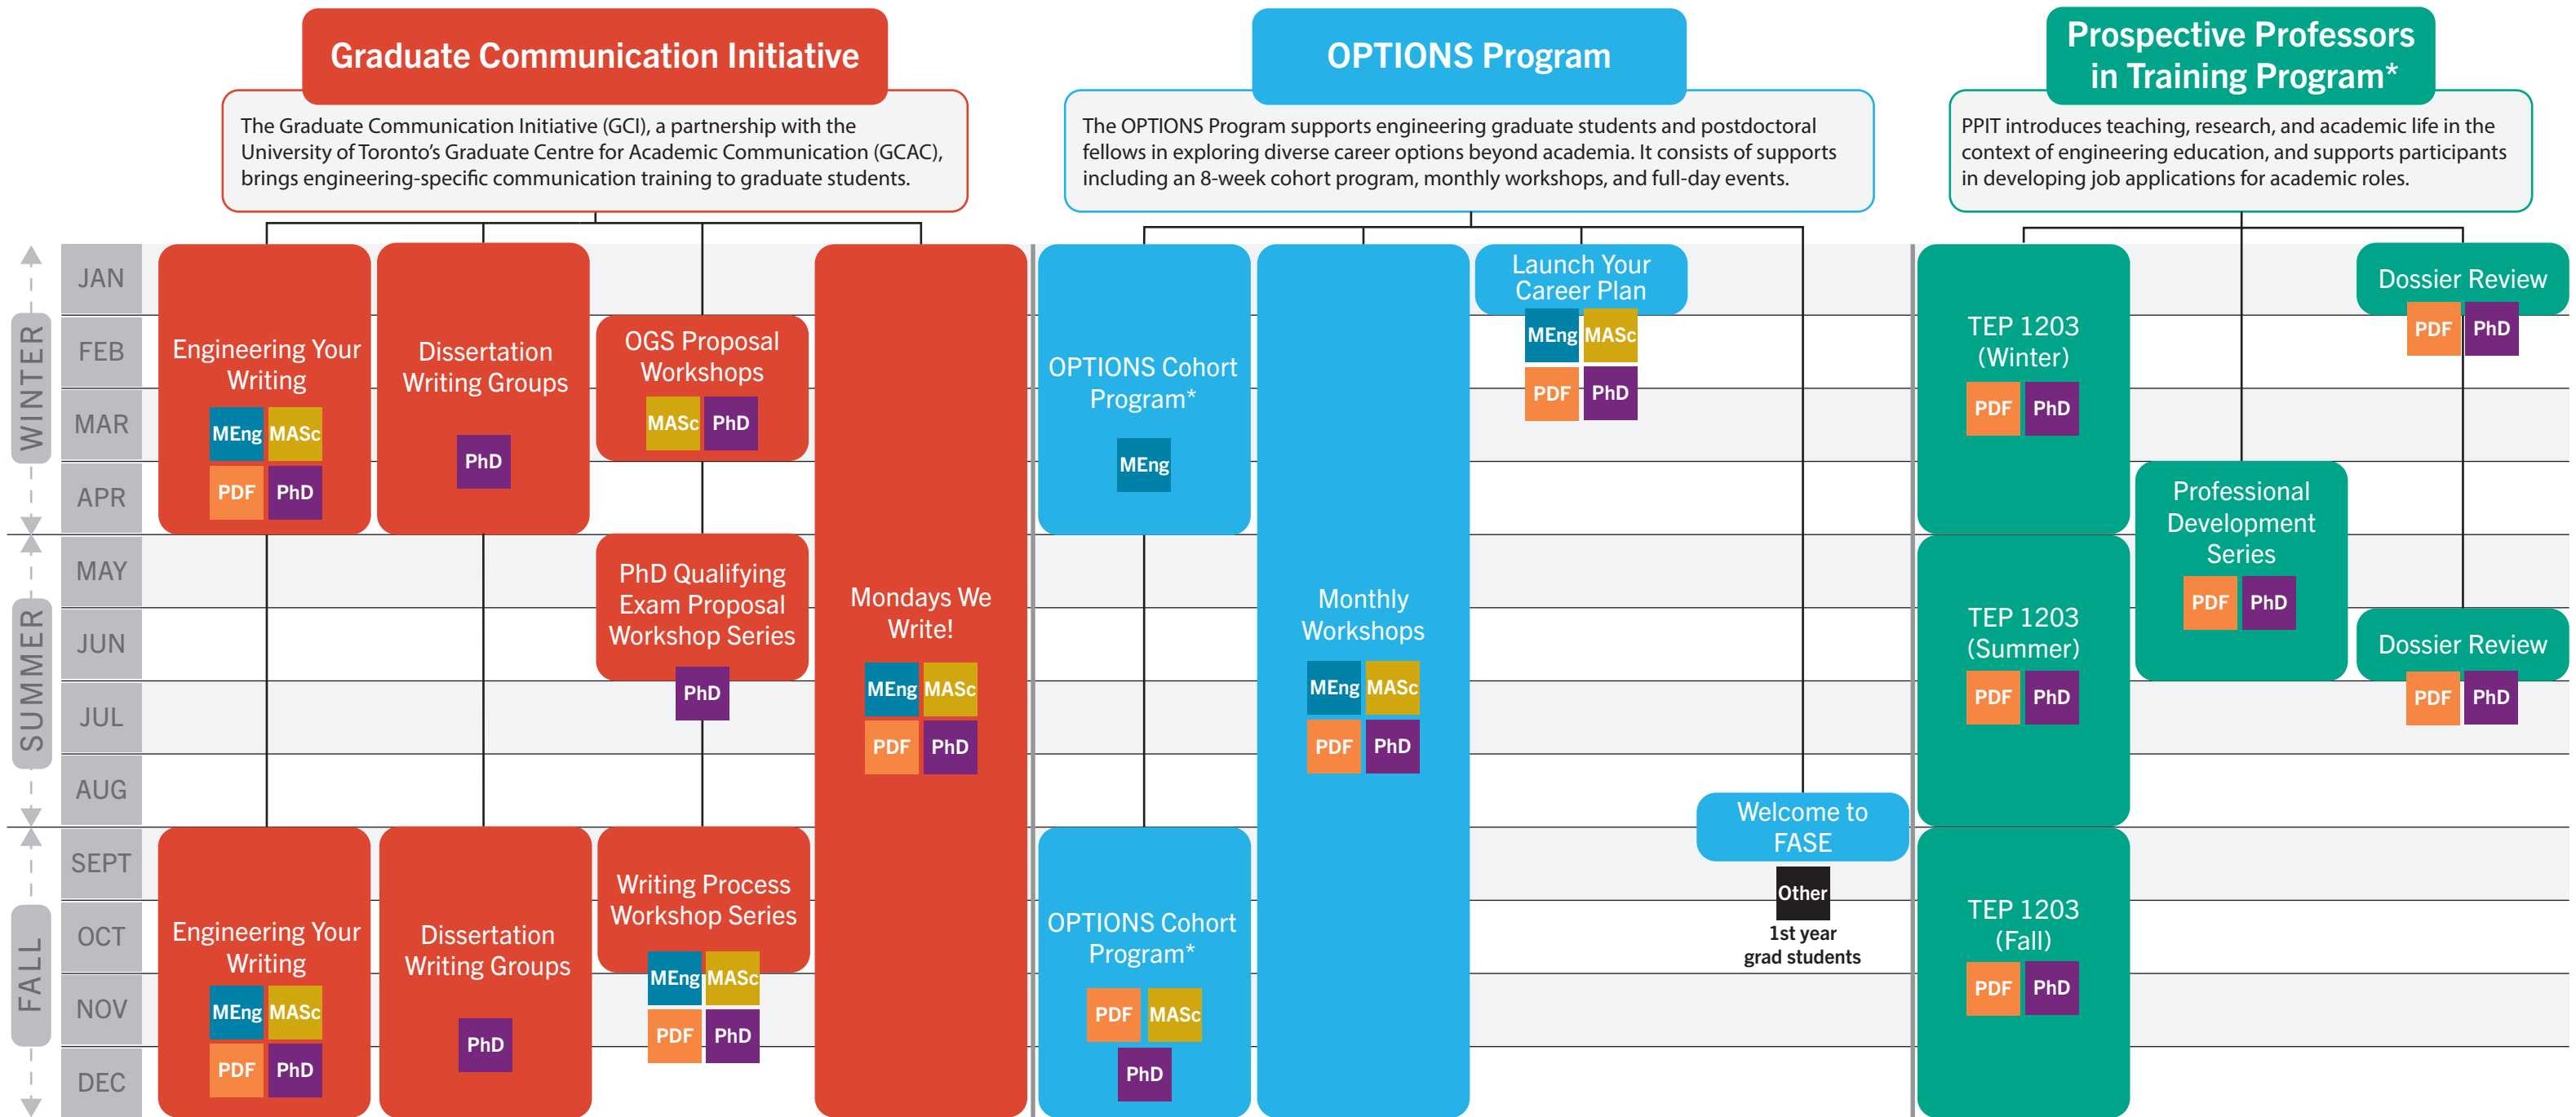 Graduate Communication Initiative
The Graduate Communication Initiative (GCI), a partnership with the
University of Toronto's Graduate Centre for Academic Communication (GCAC),
brings engineering-specific communication training to graduate students.
OPTIONS Program
The OPTIONS Program supports engineering graduate students and postdoctoral
fellows in exploring diverse career options beyond academia. It consists of supports
including an 8-week cohort program, monthly workshops, and full-day events.
Prospective Professors
in Training Program*
PPIT introduces teaching, research, and academic life in the
context of engineering education, and supports participants
in developing job applications for academic roles.
WINTER
SUMMER
FALL
JAN
FEB
MAR
APR
MAY
JUN
JUL
AUG
SEPT
OCT
NOV
DEC
Engineering Your
Writing
MEng MASc
PDF PhD
Engineering Your
Writing
MEng MASc
PDF PhD
Dissertation
Writing Groups
PhD
Dissertation
Writing Groups
PhD
OGS Proposal
Workshops
MASc PhD
PhD Qualifying
Exam Proposal
Workshop Series
PhD
Writing Process
Workshop Series
MEng MASc
PDF PhD
Mondays We
Write!
MEng MASc
PDF PhD
OPTIONS Cohort
Program*
MEng
OPTIONS Cohort
Program*
PDF MASc
PhD
Monthly
Workshops
MEng MASc
PDF PhD
Launch Your
Career Plan
MEng MASc
PDF PhD
Welcome to
FASE
Other
1st year
grad students
TEP 1203
(Winter)
PDF PhD
TEP 1203
(Summer)
PDF PhD
TEP 1203
(Fall)
PDF PhD
Professional
Development
Series
PDF PhD
Dossier Review
PDF PhD
Dossier Review
PDF PhD